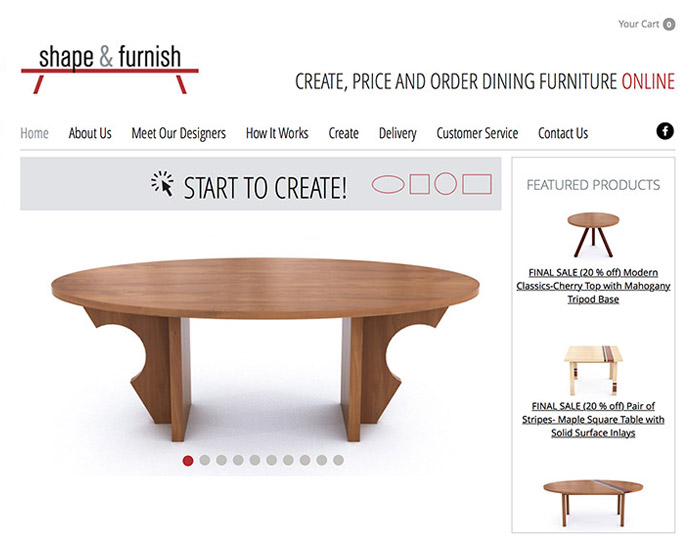 Your Cart 0
shape & furnish
CREATE, PRICE AND ORDER DINING FURNITURE ONLINE
Home About Us Meet Our Designers How It Works Create Delivery Customer Service Contact Us
START TO CREATE!
FEATURED PRODUCTS
FINAL SALE (20 % off) Modern
Classics-Cherry Top with Mahogany
Tripod Base
FINAL SALE (20 % off) Pair of
Stripes- Maple Square Table with
Solid Surface Inlays